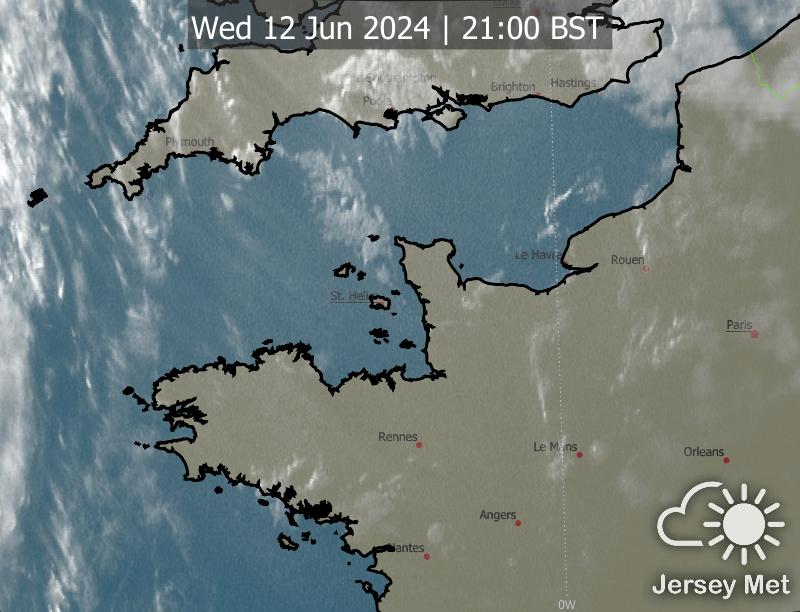 Wed 12 Jun 2024 | 21:00 BST
Southampton
Brighton
Hastings
Poole
Plymouth
Le Havre
Rouen
St. Helier
Paris
Rennes
Le Mans
Orleans
Angers
Nantes
Jersey Met
0W